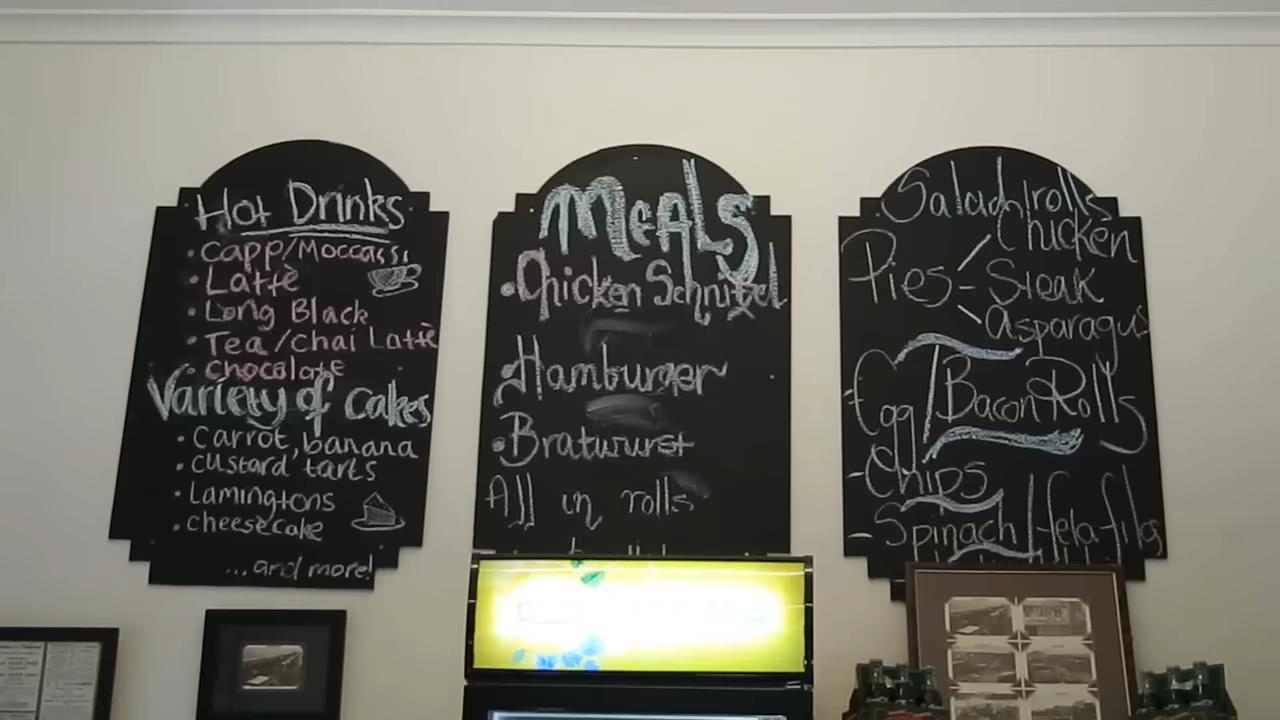 Hot Drinks
• Capp/Moccassi
• Latte
• Long Black
• Tea/Chai Latte
• chocolate
Variety of cakes
• carrot, banana
• custard tarts
• Lamingtons
• cheesecake
...and more!
MEALS
• Chicken Schnitzel
• Hamburger
• Bratwurst
All in rolls
Salad rolls
Chicken
Pies - Steak
Asparagus
- Egg/Bacon Rolls
- Chips
- Spinach/feta filos